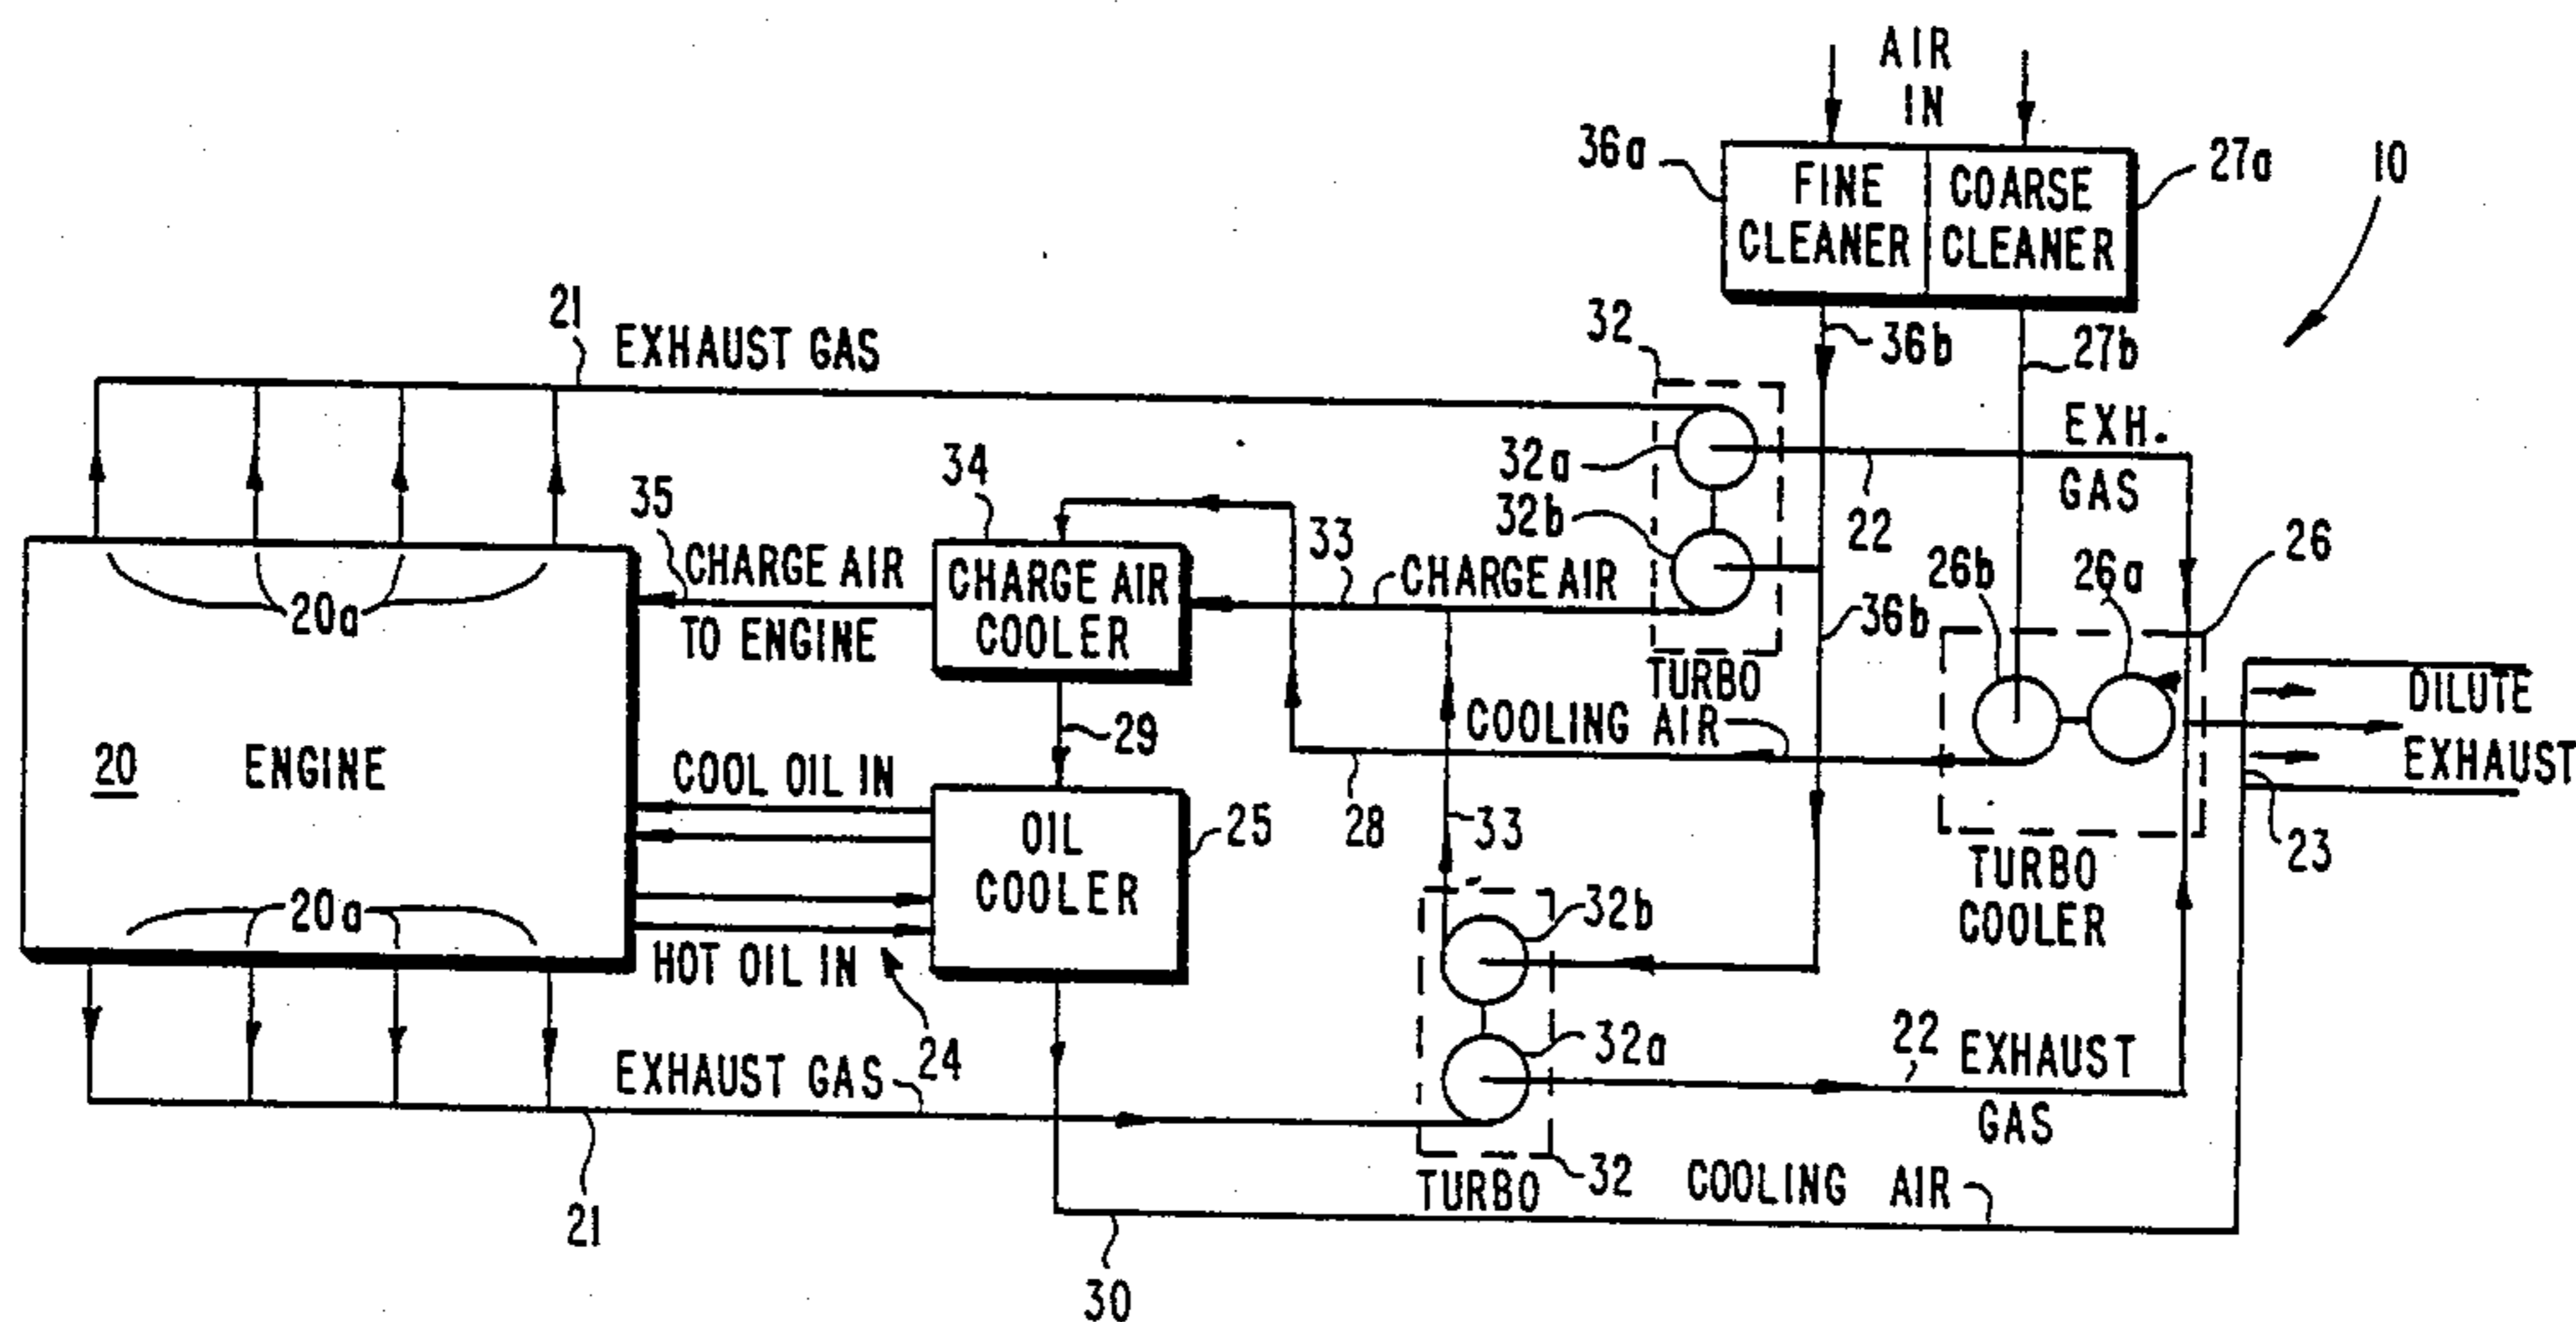 AIR
IN
36a
FINE
CLEANER
COARSE
CLEANER
27a
10
21
EXHAUST GAS
32
36b
27b
EXH.
GAS
32a
34
35
32b
33
22
26b
26a
26
20a
CHARGE AIR
TO ENGINE
CHARGE AIR
COOLER
CHARGE AIR
36b
TURBO
COOLING AIR
DILUTE
EXHAUST
20
ENGINE
29
COOL OIL IN
28
33
25
OIL
COOLER
23
TURBO
COOLER
20a
HOT OIL IN
32b
24
32a
22
EXHAUST
GAS
EXHAUST GAS
21
TURBO
32
COOLING AIR
30